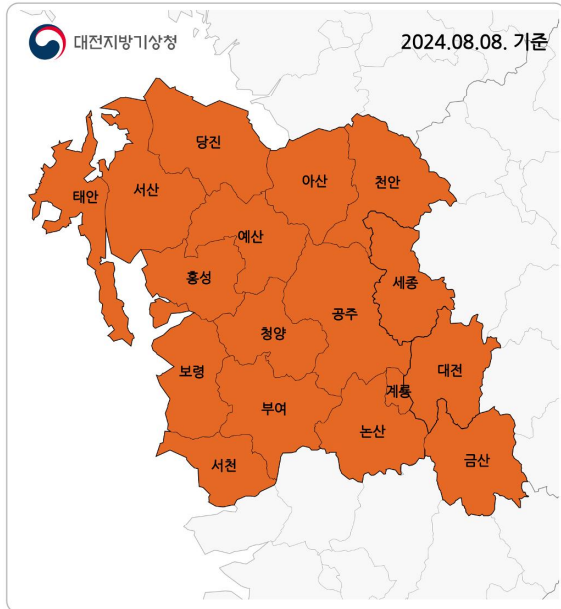 대전지방기상청
2024.08.08. 기준
당진
아산
천안
태안
서산
예산
홍성
세종
공주
청양
보령
대전
계룡
부여
논산
서천
금산